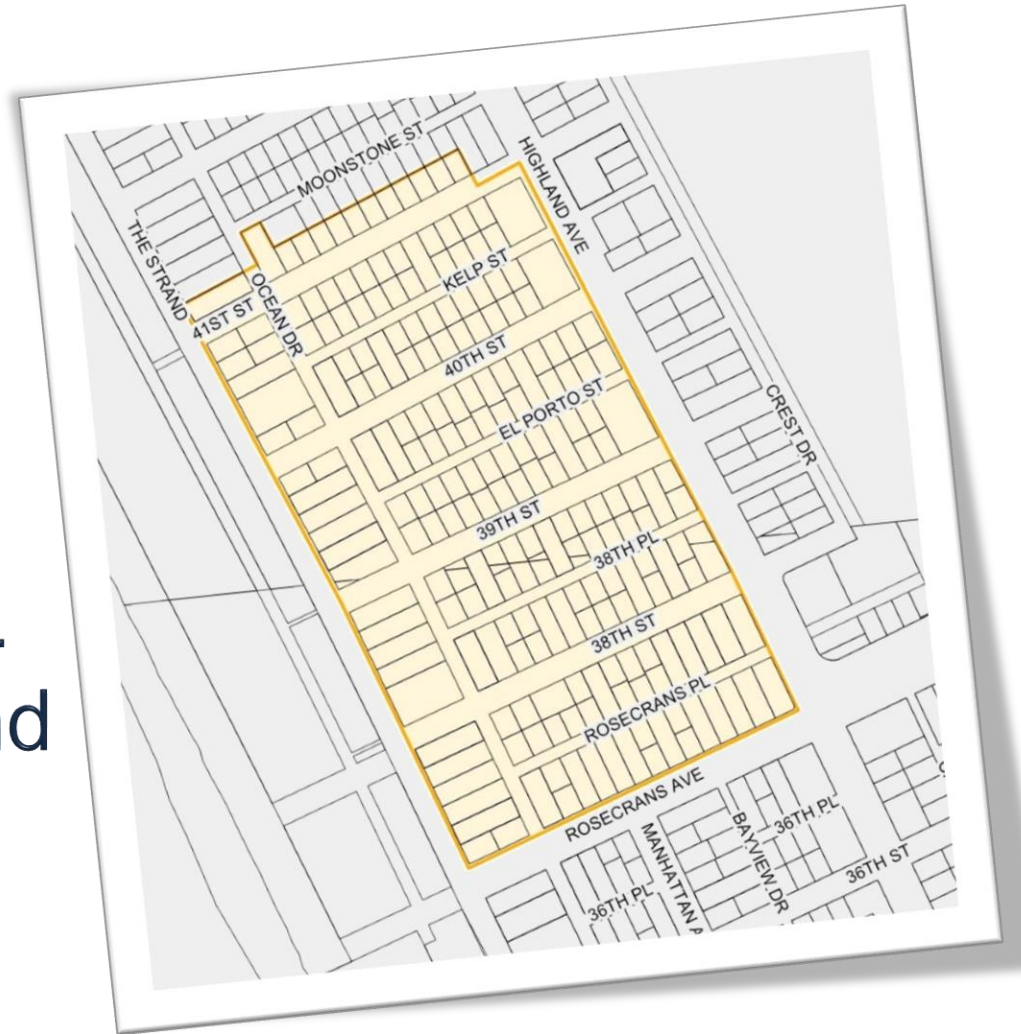 MOONSTONE ST
HIGHLAND AVE
THE STRAND
41ST ST
OCEAN DR
KELP ST
40TH ST
EL PORTO ST
CREST DR
39TH ST
38TH PL
38TH ST
ROSECRANS PL
ROSECRANS AVE
36TH PL
MANHATTAN A
BAYVIEW DR
36TH ST
36TH PL
nd